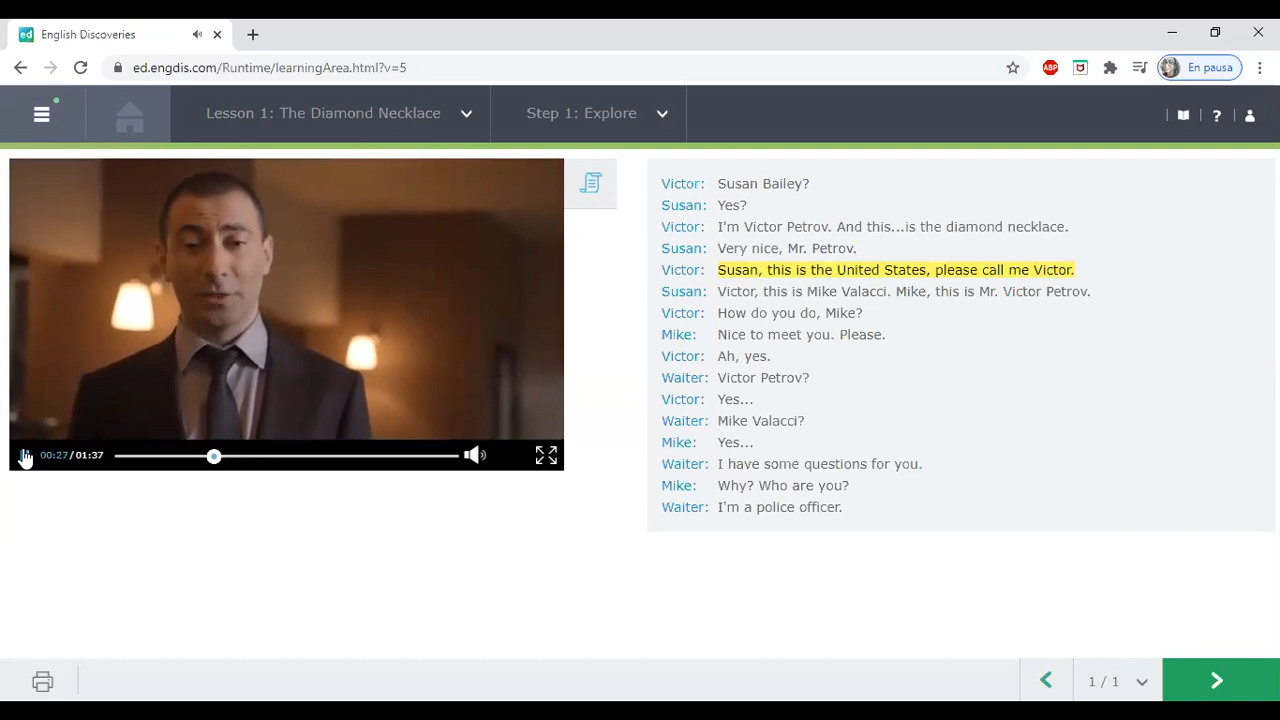 ed English Discoveries
ed.engdis.com/Runtime/learningArea.html?v=5
ABP
En pausa
Lesson 1: The Diamond Necklace
Step 1: Explore
?
Victor: Susan Bailey?
Susan: Yes?
Victor: I'm Victor Petrov. And this...is the diamond necklace.
Susan: Very nice, Mr. Petrov.
Victor: Susan, this is the United States, please call me Victor.
Susan: Victor, this is Mike Valacci. Mike, this is Mr. Victor Petrov.
Victor: How do you do, Mike?
Mike: Nice to meet you. Please.
Victor: Ah, yes.
Waiter: Victor Petrov?
Victor: Yes...
Waiter: Mike Valacci?
Mike: Yes...
Waiter: I have some questions for you.
Mike: Why? Who are you?
Waiter: I'm a police officer.
00:27/01:37
1 / 1